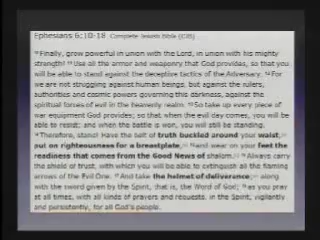 Ephesians 6:10-18 Complete Jewish Bible (CJB)
10 Finally, grow powerful in union with the Lord, in union with his mighty
strength! 11 Use all the armor and weaponry that God provides, so that you
will be able to stand against the deceptive tactics of the Adversary. 12 For
we are not struggling against human beings, but against the rulers,
authorities and cosmic powers governing this darkness, against the
spiritual forces of evil in the heavenly realm. 13 So take up every piece of
war equipment God provides; so that when the evil day comes, you will be
able to resist; and when the battle is won, you will still be standing.
14 Therefore, stand! Have the belt of truth buckled around your waist,
put on righteousness for a breastplate, 15 and wear on your feet the
readiness that comes from the Good News of shalom. 16 Always carry
the shield of trust, with which you will be able to extinguish all the flaming
arrows of the Evil One. 17 And take the helmet of deliverance; along
with the sword given by the Spirit, that is, the Word of God; 18 as you pray
at all times, with all kinds of prayers and requests, in the Spirit, vigilantly
and persistently, for all God's people.